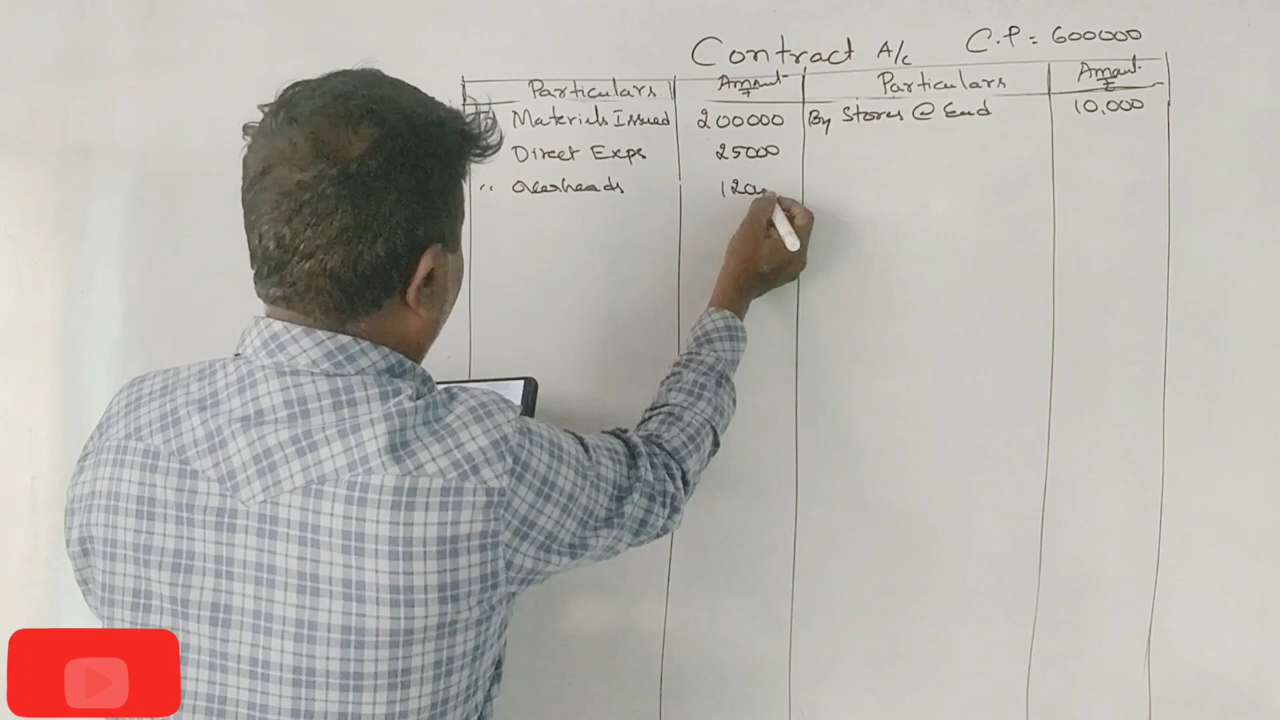 Contract A/c C.P = 600000
Particulars Amount ₹ Particulars Amount ₹
Materials Issued 200000 By Stores @ End 10,000
Direct Exps 25000
" Overheads 120